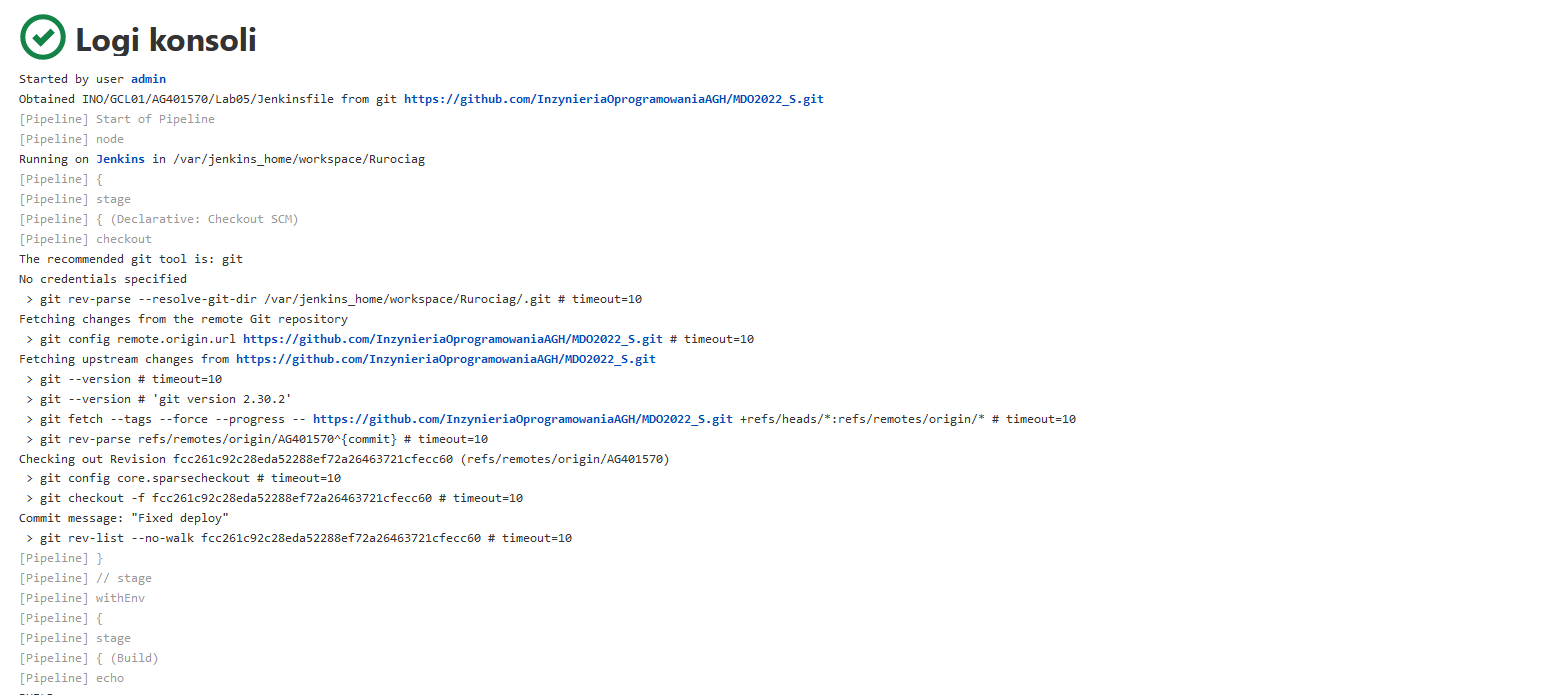 Logi konsoli
Started by user admin
Obtained INO/GCL01/AG401570/Lab05/Jenkinsfile from git https://github.com/InzynieriaOprogramowaniaAGH/MDO2022_S.git
[Pipeline] Start of Pipeline
[Pipeline] node
Running on Jenkins in /var/jenkins_home/workspace/Rurociag
[Pipeline] {
[Pipeline] stage
[Pipeline] { (Declarative: Checkout SCM)
[Pipeline] checkout
The recommended git tool is: git
No credentials specified
 > git rev-parse --resolve-git-dir /var/jenkins_home/workspace/Rurociag/.git # timeout=10
Fetching changes from the remote Git repository
 > git config remote.origin.url https://github.com/InzynieriaOprogramowaniaAGH/MDO2022_S.git # timeout=10
Fetching upstream changes from https://github.com/InzynieriaOprogramowaniaAGH/MDO2022_S.git
 > git --version # timeout=10
 > git --version # 'git version 2.30.2'
 > git fetch --tags --force --progress -- https://github.com/InzynieriaOprogramowaniaAGH/MDO2022_S.git +refs/heads/*:refs/remotes/origin/* # timeout=10
 > git rev-parse refs/remotes/origin/AG401570^{commit} # timeout=10
Checking out Revision fcc261c92c28eda52288ef72a26463721cfecc60 (refs/remotes/origin/AG401570)
 > git config core.sparsecheckout # timeout=10
 > git checkout -f fcc261c92c28eda52288ef72a26463721cfecc60 # timeout=10
Commit message: "Fixed deploy"
 > git rev-list --no-walk fcc261c92c28eda52288ef72a26463721cfecc60 # timeout=10
[Pipeline] }
[Pipeline] // stage
[Pipeline] withEnv
[Pipeline] {
[Pipeline] stage
[Pipeline] { (Build)
[Pipeline] echo